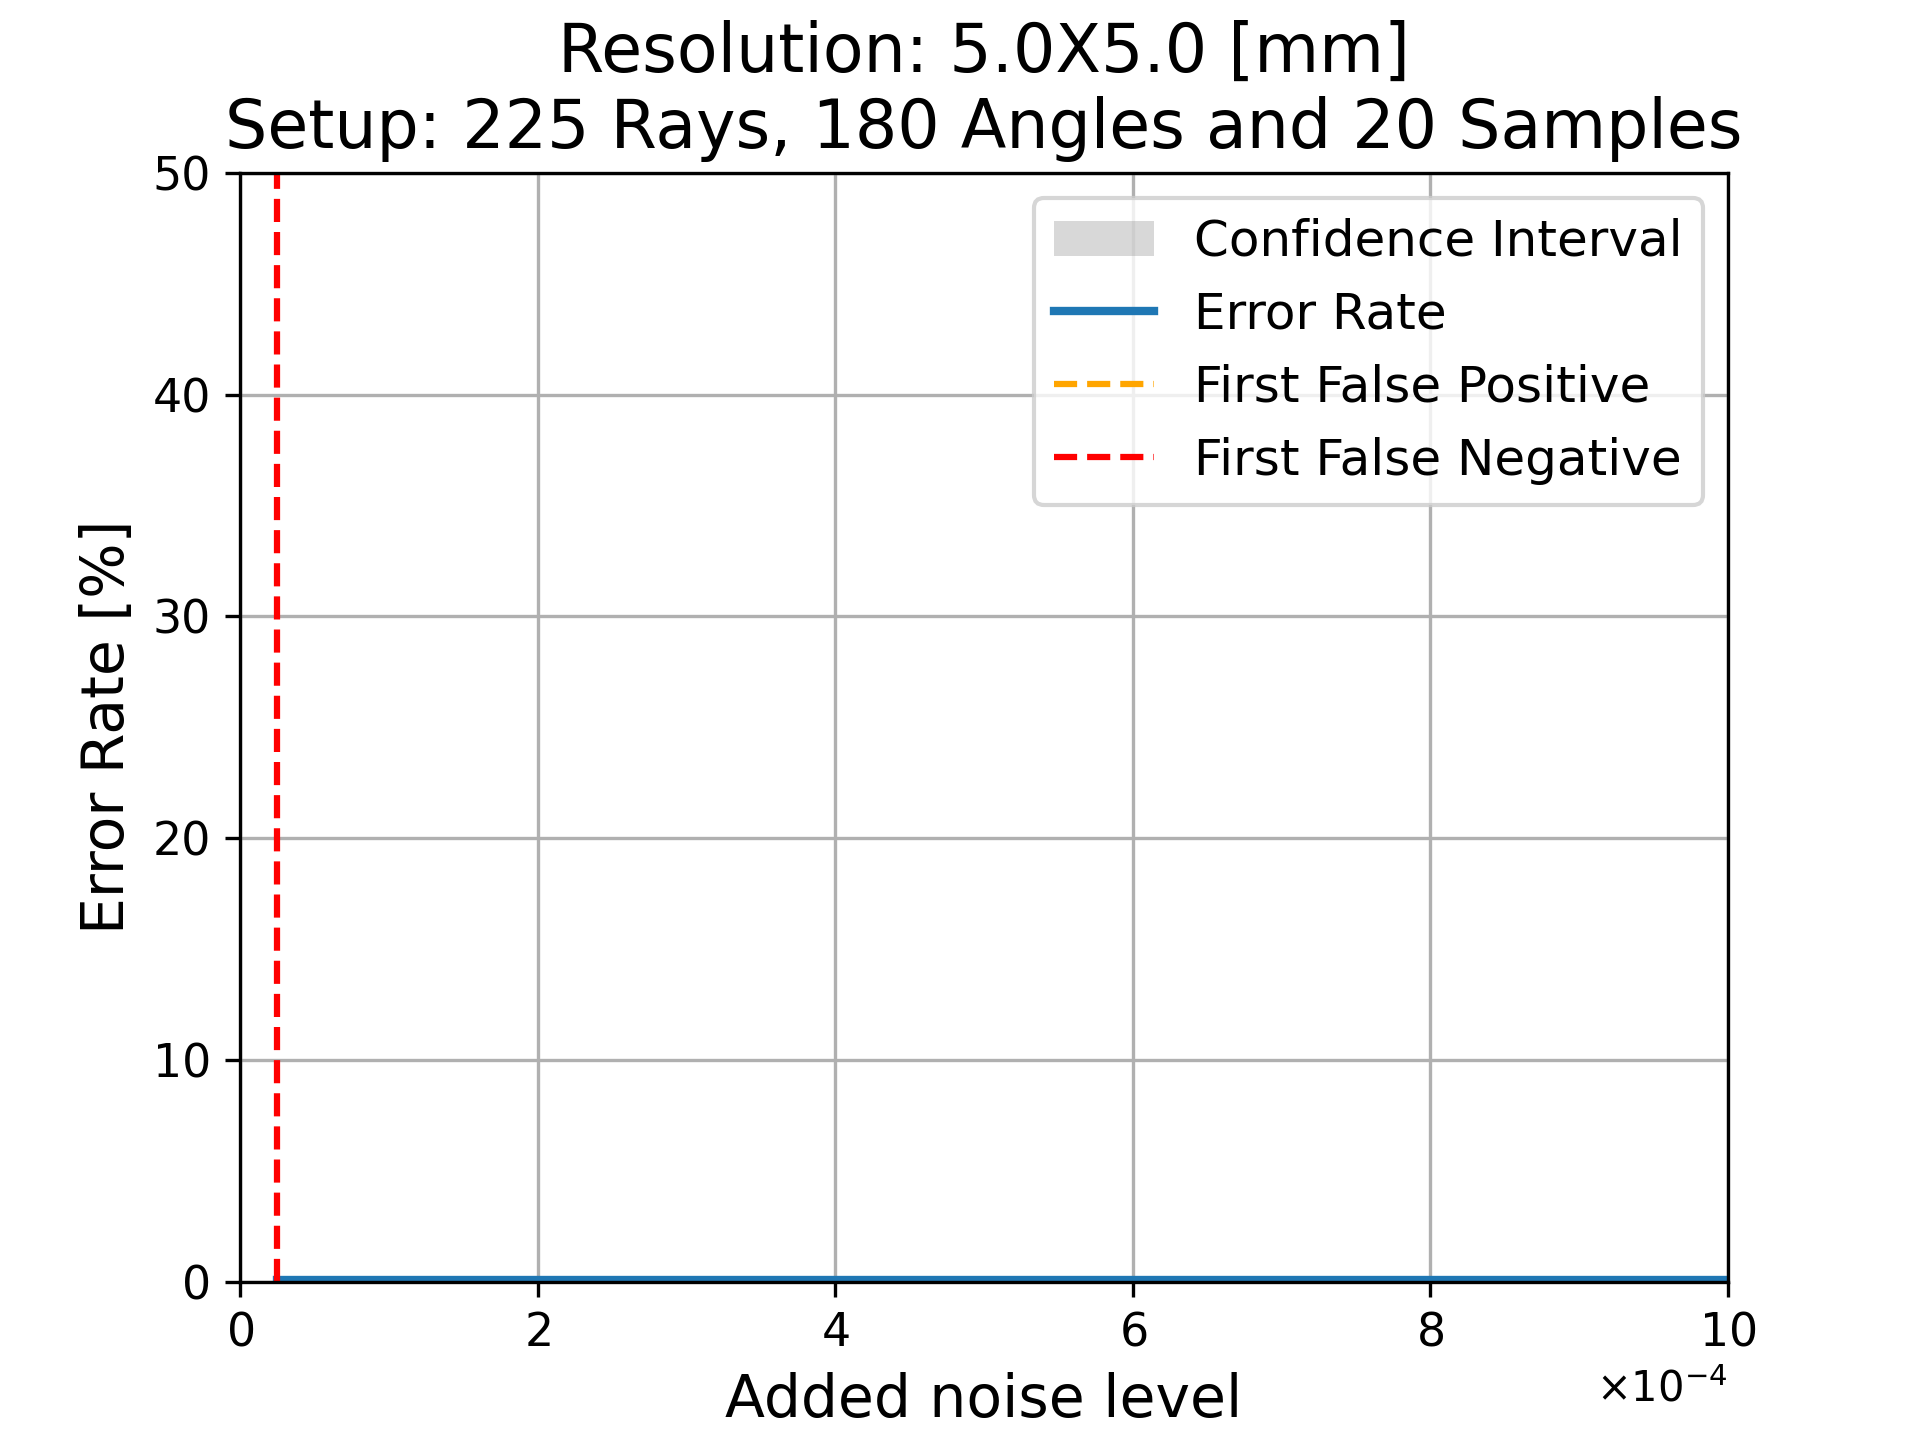 Resolution: 5.0X5.0 [mm]
Setup: 225 Rays, 180 Angles and 20 Samples
50
40
30
20
10
0
Error Rate [%]
Confidence Interval
Error Rate
First False Positive
First False Negative
0 2 4 6 8 10
×10⁻⁴
Added noise level